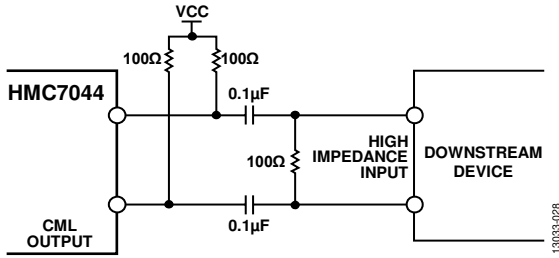 VCC
100Ω
100Ω
HMC7044
0.1µF
100Ω
HIGH
IMPEDANCE
INPUT
DOWNSTREAM
DEVICE
CML
OUTPUT
0.1µF
13033-028